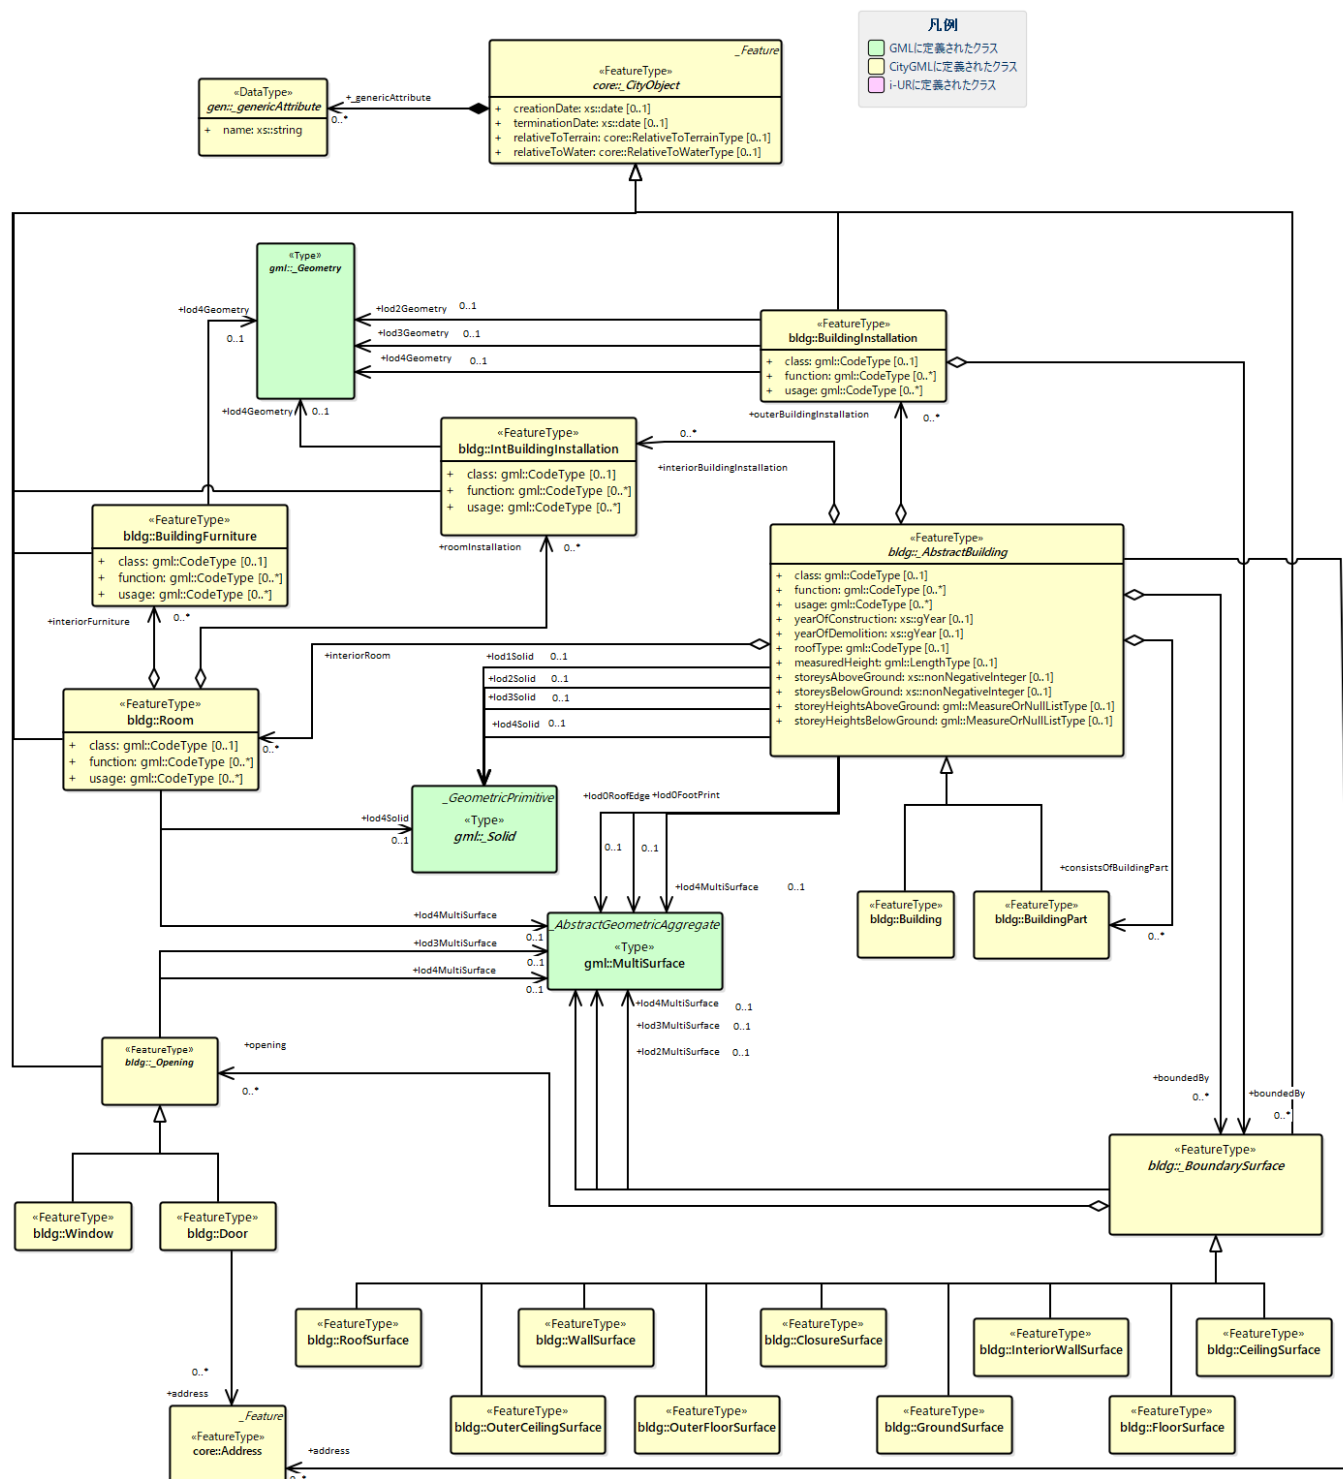 凡例
GMLに定義されたクラス
CityGMLに定義されたクラス
i-URに定義されたクラス
_Feature
«FeatureType»
core::_CityObject
+ creationDate: xs::date [0..1]
+ terminationDate: xs::date [0..1]
+ relativeToTerrain: core::RelativeToTerrainType [0..1]
+ relativeToWater: core::RelativeToWaterType [0..1]
«DataType»
gen::_genericAttribute
+ name: xs::string
+_genericAttribute
0..*
«Type»
gml::_Geometry
+lod4Geometry
0..1
+lod2Geometry 0..1
+lod3Geometry 0..1
+lod4Geometry 0..1
+lod4Geometry 0..1
«FeatureType»
bldg::BuildingInstallation
+ class: gml::CodeType [0..1]
+ function: gml::CodeType [0..*]
+ usage: gml::CodeType [0..*]
+outerBuildingInstallation
0..*
«FeatureType»
bldg::IntBuildingInstallation
+ class: gml::CodeType [0..1]
+ function: gml::CodeType [0..*]
+ usage: gml::CodeType [0..*]
0..*
+interiorBuildingInstallation
+roomInstallation 0..*
«FeatureType»
bldg::BuildingFurniture
+ class: gml::CodeType [0..1]
+ function: gml::CodeType [0..*]
+ usage: gml::CodeType [0..*]
+interiorFurniture
0..*
«FeatureType»
bldg::_AbstractBuilding
+ class: gml::CodeType [0..1]
+ function: gml::CodeType [0..*]
+ usage: gml::CodeType [0..*]
+ yearOfConstruction: xs::gYear [0..1]
+ yearOfDemolition: xs::gYear [0..1]
+ roofType: gml::CodeType [0..1]
+ measuredHeight: gml::LengthType [0..1]
+ storeysAboveGround: xs::nonNegativeInteger [0..1]
+ storeysBelowGround: xs::nonNegativeInteger [0..1]
+ storeyHeightsAboveGround: gml::MeasureOrNullListType [0..1]
+ storeyHeightsBelowGround: gml::MeasureOrNullListType [0..1]
+interiorRoom
0..*
+lod1Solid 0..1
+lod2Solid 0..1
+lod3Solid 0..1
+lod4Solid 0..1
«FeatureType»
bldg::Room
+ class: gml::CodeType [0..1]
+ function: gml::CodeType [0..*]
+ usage: gml::CodeType [0..*]
_GeometricPrimitive
«Type»
gml::_Solid
+lod4Solid
0..1
+lod0RoofEdge
+lod0FootPrint
0..1
0..1
+lod4MultiSurface 0..1
+consistsOfBuildingPart
0..*
«FeatureType»
bldg::Building
«FeatureType»
bldg::BuildingPart
_AbstractGeometricAggregate
«Type»
gml::MultiSurface
+lod4MultiSurface
0..1
+lod3MultiSurface
0..1
+lod4MultiSurface
0..1
+lod4MultiSurface 0..1
+lod3MultiSurface 0..1
+lod2MultiSurface 0..1
«FeatureType»
bldg::_Opening
+opening
0..*
+boundedBy
0..*
+boundedBy
0..*
«FeatureType»
bldg::_BoundarySurface
«FeatureType»
bldg::Window
«FeatureType»
bldg::Door
«FeatureType»
bldg::RoofSurface
«FeatureType»
bldg::WallSurface
«FeatureType»
bldg::ClosureSurface
«FeatureType»
bldg::InteriorWallSurface
«FeatureType»
bldg::CeilingSurface
«FeatureType»
bldg::OuterCeilingSurface
«FeatureType»
bldg::OuterFloorSurface
«FeatureType»
bldg::GroundSurface
«FeatureType»
bldg::FloorSurface
0..*
+address
_Feature
«FeatureType»
core::Address
+address
0..*